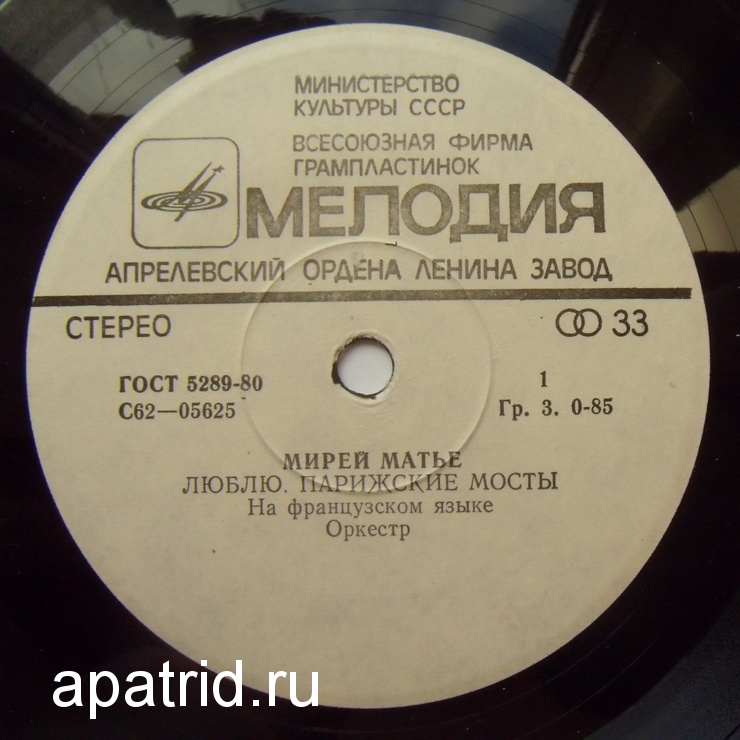 МИНИСТЕРСТВО
КУЛЬТУРЫ СССР
ВСЕСОЮЗНАЯ ФИРМА
ГРАМПЛАСТИНОК
МЕЛОДИЯ
АПРЕЛЕВСКИЙ ОРДЕНА ЛЕНИНА ЗАВОД
СТЕРЕО 33
ГОСТ 5289-80 1
С62—05625 Гр. 3. 0-85
МИРЕЙ МАТЬЕ
ЛЮБЛЮ. ПАРИЖСКИЕ МОСТЫ
На французском языке
Оркестр
apatrid.ru